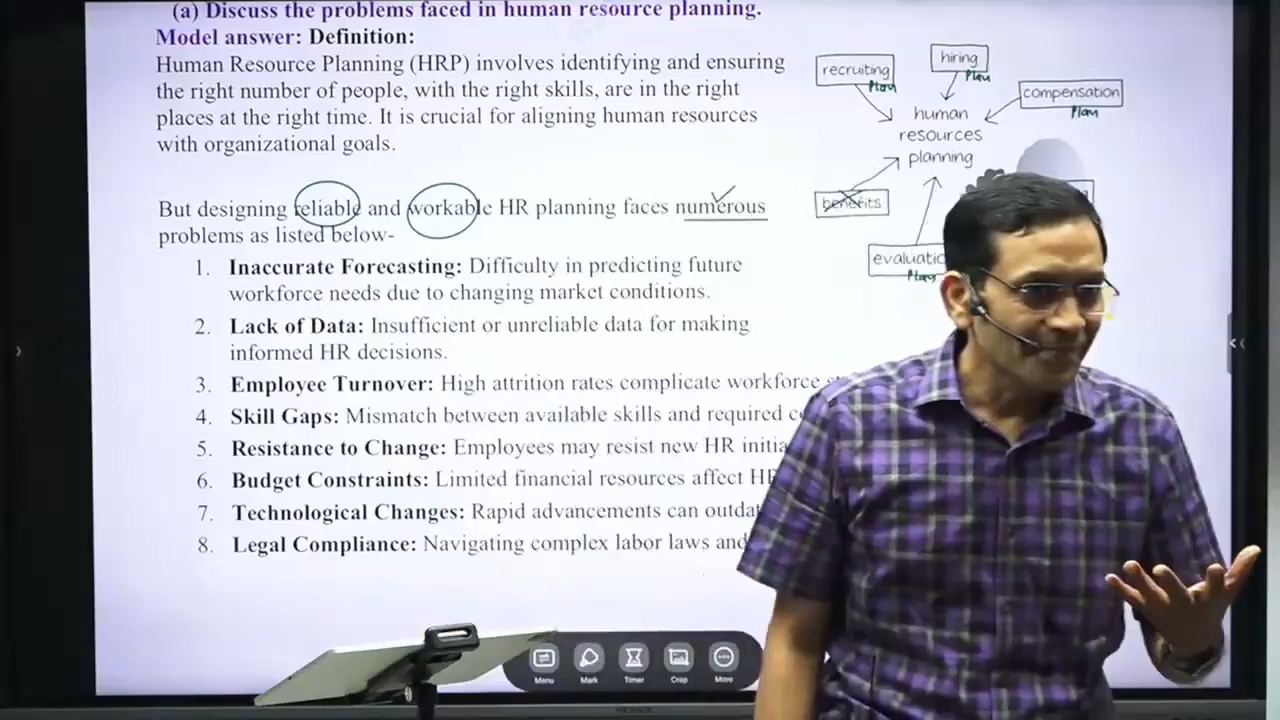 (a) Discuss the problems faced in human resource planning.
Model answer: Definition:
Human Resource Planning (HRP) involves identifying and ensuring
the right number of people, with the right skills, are in the right
places at the right time. It is crucial for aligning human resources
with organizational goals.
But designing reliable and workable HR planning faces numerous
problems as listed below-
1. Inaccurate Forecasting: Difficulty in predicting future
workforce needs due to changing market conditions.
2. Lack of Data: Insufficient or unreliable data for making
informed HR decisions.
3. Employee Turnover: High attrition rates complicate workforce
4. Skill Gaps: Mismatch between available skills and required
5. Resistance to Change: Employees may resist new HR
6. Budget Constraints: Limited financial resources affect
7. Technological Changes: Rapid advancements can
8. Legal Compliance: Navigating complex labor laws and
recruiting
Plan
hiring
Plan
compensation
Plan
human
resources
planning
benefits
Plan
Menu
Mark
Timer
Crop
More